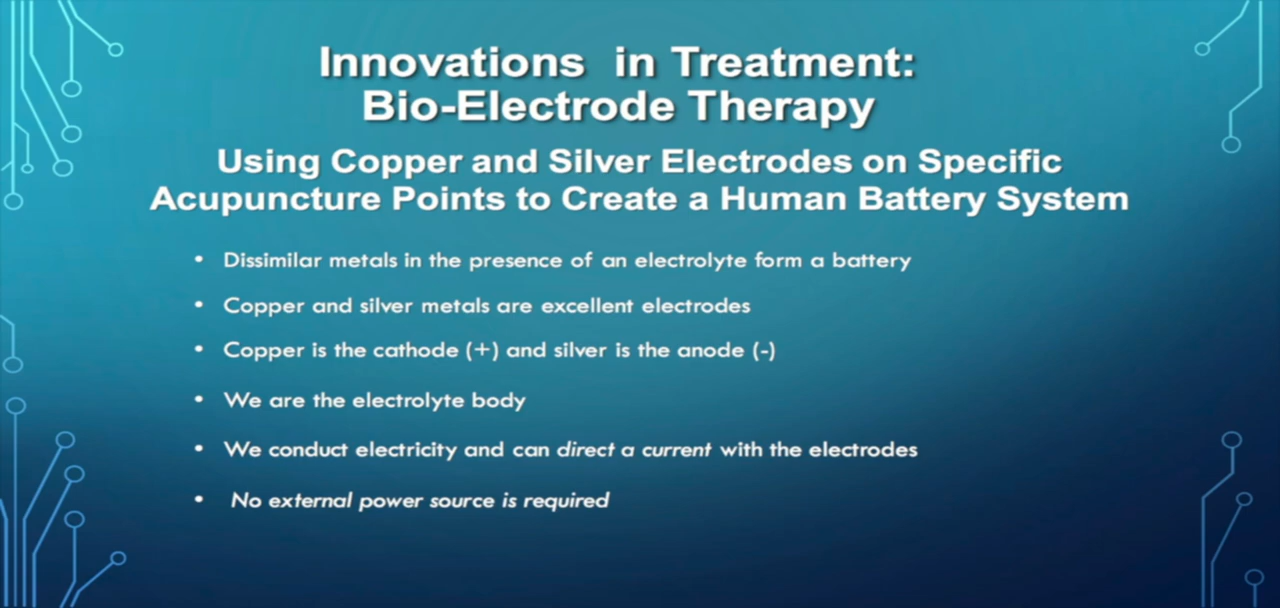 Innovations in Treatment:
Bio-Electrode Therapy
Using Copper and Silver Electrodes on Specific
Acupuncture Points to Create a Human Battery System
• Dissimilar metals in the presence of an electrolyte form a battery
• Copper and silver metals are excellent electrodes
• Copper is the cathode (+) and silver is the anode (-)
• We are the electrolyte body
• We conduct electricity and can direct a current with the electrodes
• No external power source is required